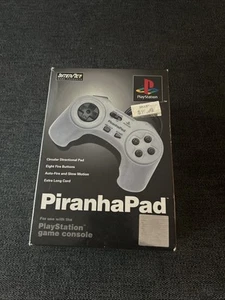 PlayStation
PiranhaPad
Circular Directional Pad
Eight Fire Buttons
Auto-Fire and Slow Motion
Extra Long Cord
PiranhaPad
For use with the
PlayStation
game console